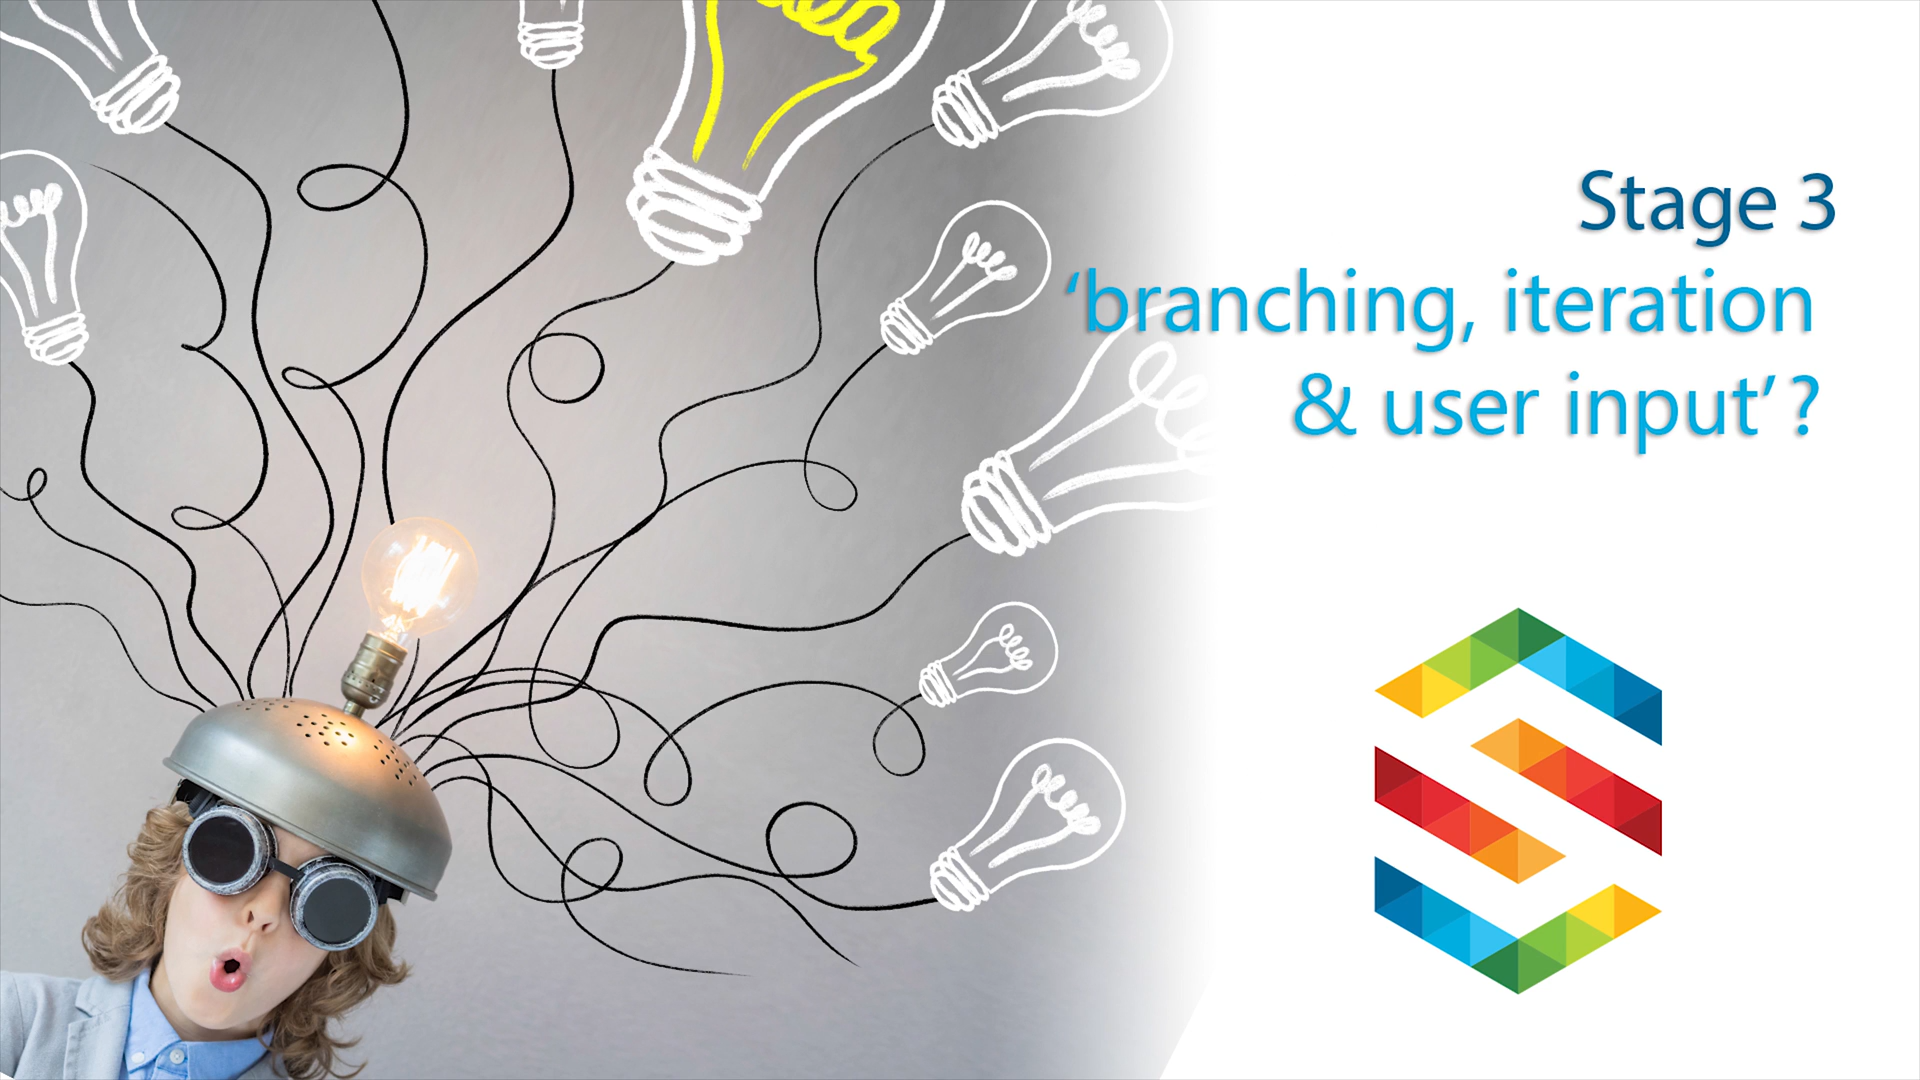 Stage 3
‘branching, iteration
& user input’?